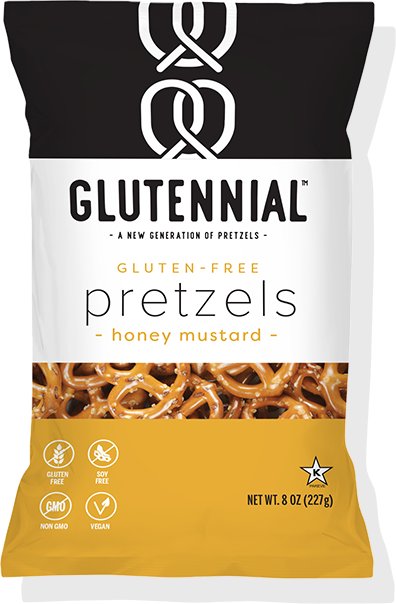 GLUTENNIAL™
- A NEW GENERATION OF PRETZELS -
GLUTEN-FREE
pretzels
- honey mustard -
GLUTEN
FREE
SOY
FREE
GMO
NON GMO
V
VEGAN
K
PAREVE
NET WT. 8 OZ (227g)